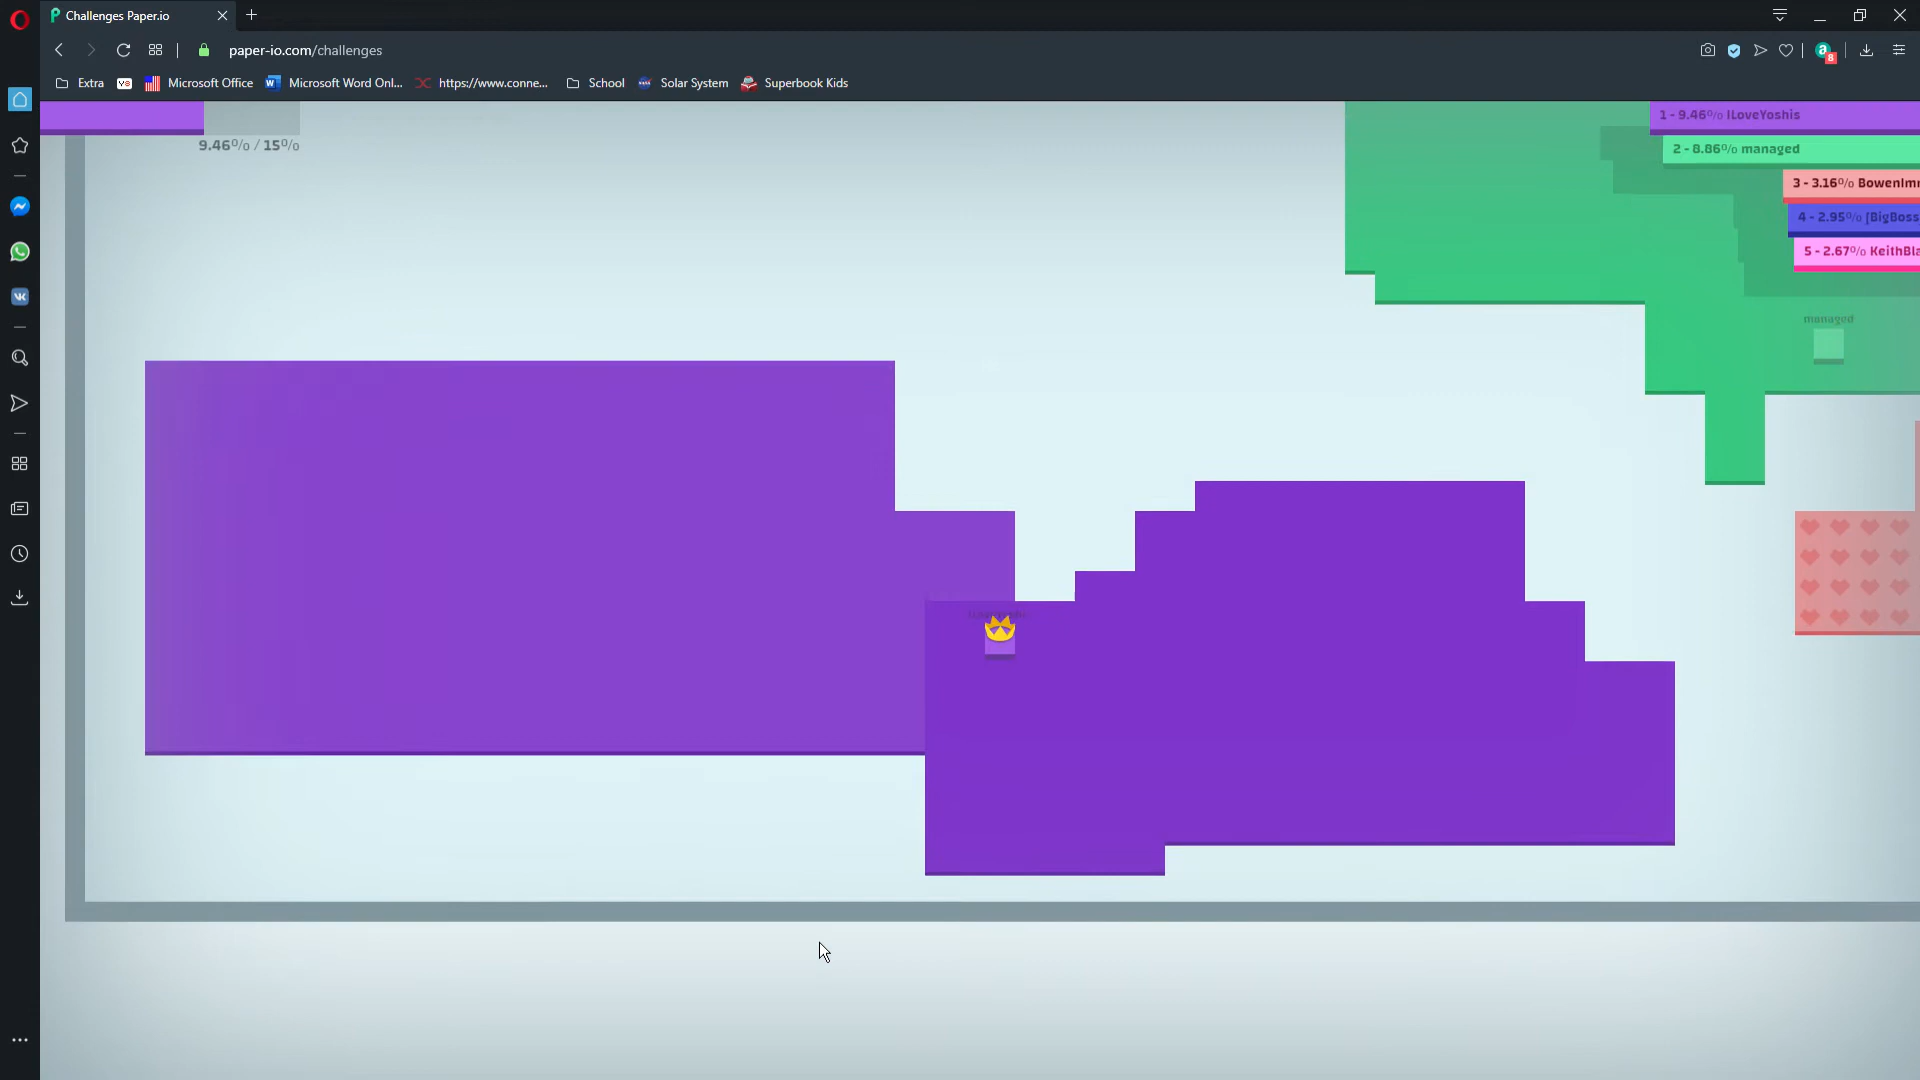 Challenges Paper.io
paper-io.com/challenges
8
Extra
Microsoft Office
Microsoft Word Onl...
https://www.conne...
School
Solar System
Superbook Kids
9.46% / 15%
1 - 9.46% ILoveYoshis
2 - 8.86% managed
3 - 3.16% BowenIm
4 - 2.95% [BigBoss
5 - 2.67% KeithBla
managed